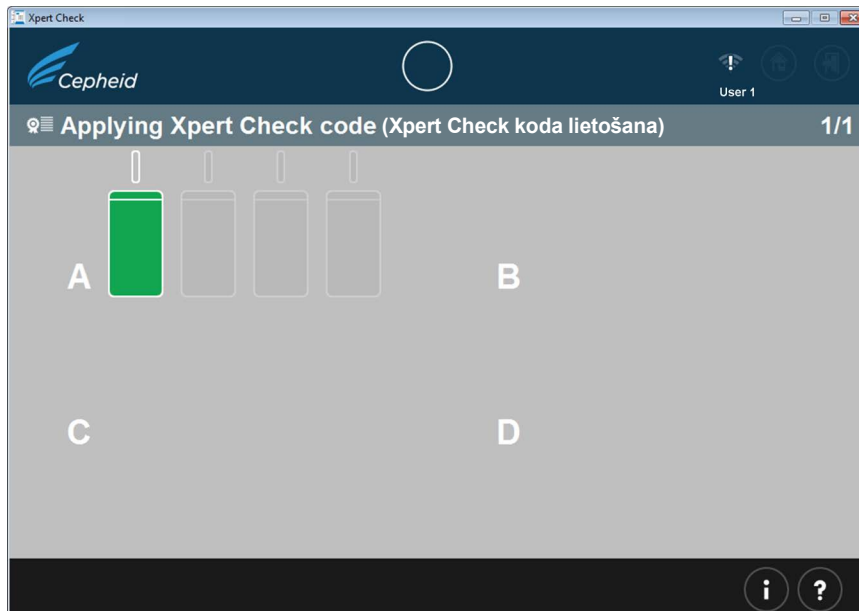 Xpert Check
Cepheid
User 1
Applying Xpert Check code (Xpert Check koda lietošana) 1/1
A
B
C
D
i ?